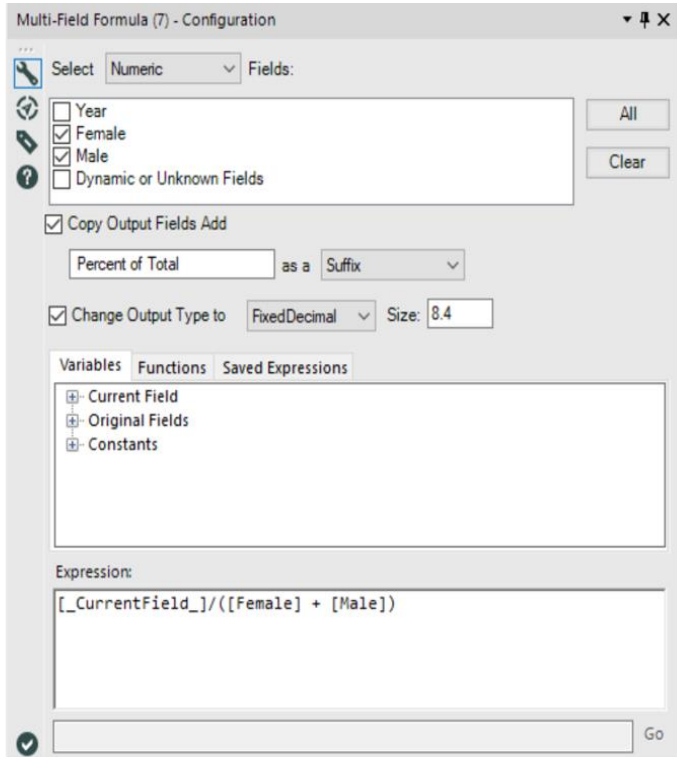 Multi-Field Formula (7) - Configuration
Select Numeric Fields:
Year
Female
Male
Dynamic or Unknown Fields
All
Clear
Copy Output Fields Add
Percent of Total as a Suffix
Change Output Type to FixedDecimal Size: 8.4
Variables Functions Saved Expressions
Current Field
Original Fields
Constants
Expression:
[_CurrentField_]/([Female] + [Male])
Go